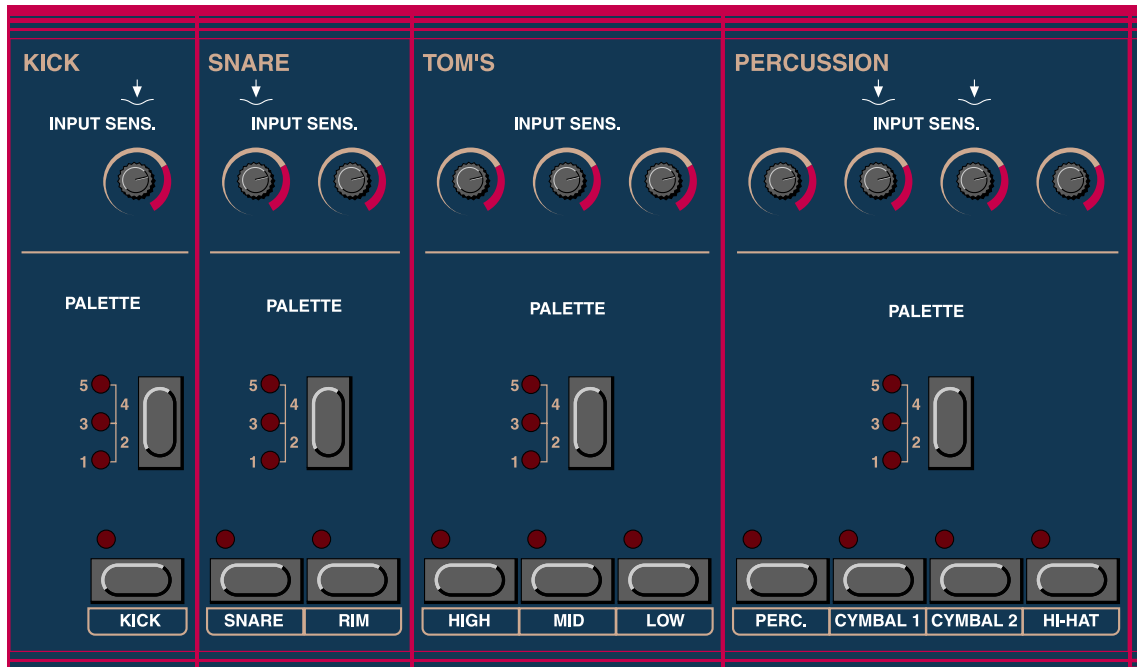 KICK
SNARE
TOM'S
PERCUSSION
INPUT SENS.
INPUT SENS.
INPUT SENS.
INPUT SENS.
PALETTE
PALETTE
PALETTE
PALETTE
5
4
3
2
1
5
4
3
2
1
5
4
3
2
1
5
4
3
2
1
KICK
SNARE
RIM
HIGH
MID
LOW
PERC.
CYMBAL 1
CYMBAL 2
HI-HAT